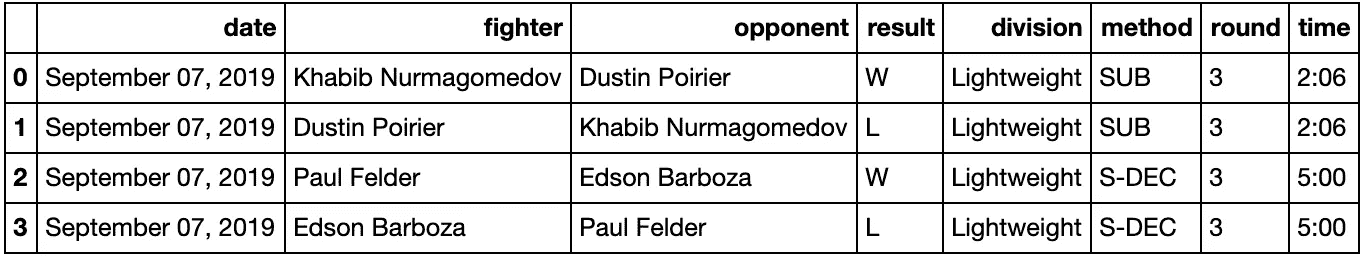 date fighter opponent result division method round time
0 September 07, 2019 Khabib Nurmagomedov Dustin Poirier W Lightweight SUB 3 2:06
1 September 07, 2019 Dustin Poirier Khabib Nurmagomedov L Lightweight SUB 3 2:06
2 September 07, 2019 Paul Felder Edson Barboza W Lightweight S-DEC 3 5:00
3 September 07, 2019 Edson Barboza Paul Felder L Lightweight S-DEC 3 5:00